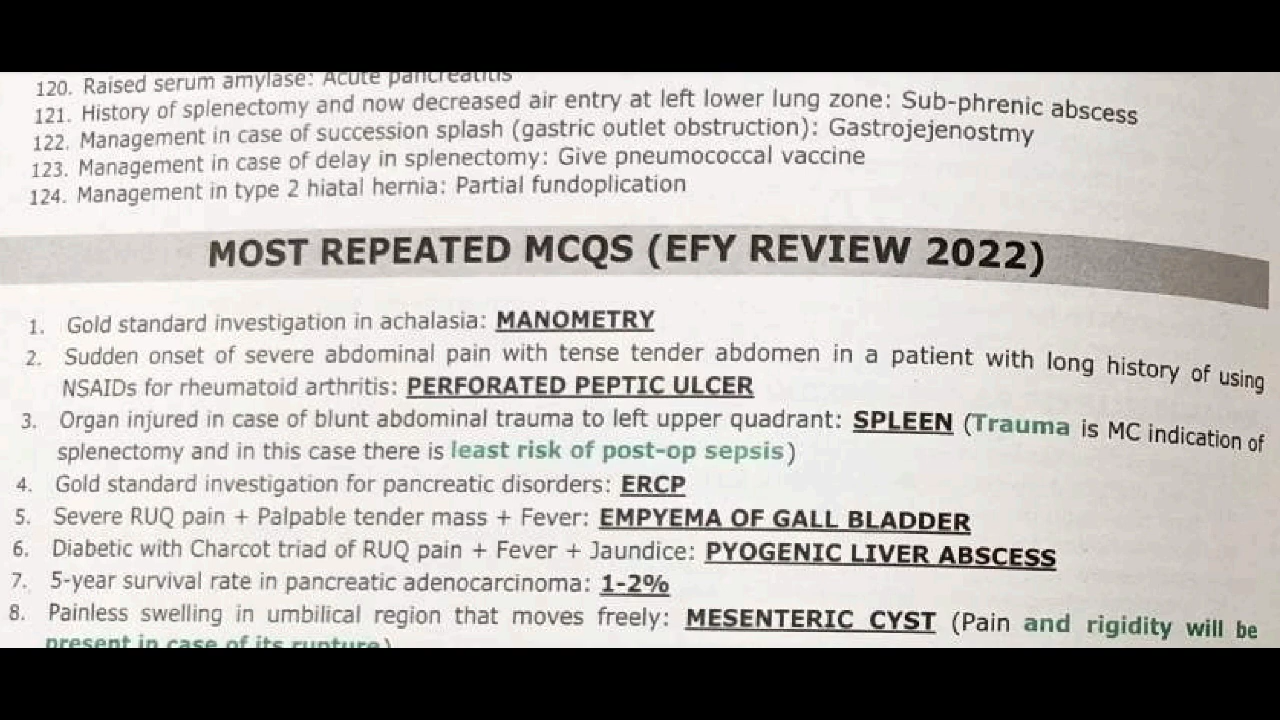 120. Raised serum amylase: Acute pancreatitis
121. History of splenectomy and now decreased air entry at left lower lung zone: Sub-phrenic abscess
122. Management in case of succession splash (gastric outlet obstruction): Gastrojejenostmy
123. Management in case of delay in splenectomy: Give pneumococcal vaccine
124. Management in type 2 hiatal hernia: Partial fundoplication
MOST REPEATED MCQS (EFY REVIEW 2022)
1. Gold standard investigation in achalasia: MANOMETRY
2. Sudden onset of severe abdominal pain with tense tender abdomen in a patient with long history of using
NSAIDs for rheumatoid arthritis: PERFORATED PEPTIC ULCER
3. Organ injured in case of blunt abdominal trauma to left upper quadrant: SPLEEN (Trauma is MC indication of
splenectomy and in this case there is least risk of post-op sepsis)
4. Gold standard investigation for pancreatic disorders: ERCP
5. Severe RUQ pain + Palpable tender mass + Fever: EMPYEMA OF GALL BLADDER
6. Diabetic with Charcot triad of RUQ pain + Fever + Jaundice: PYOGENIC LIVER ABSCESS
7. 5-year survival rate in pancreatic adenocarcinoma: 1-2%
8. Painless swelling in umbilical region that moves freely: MESENTERIC CYST (Pain and rigidity will be
present in case of its rupture)